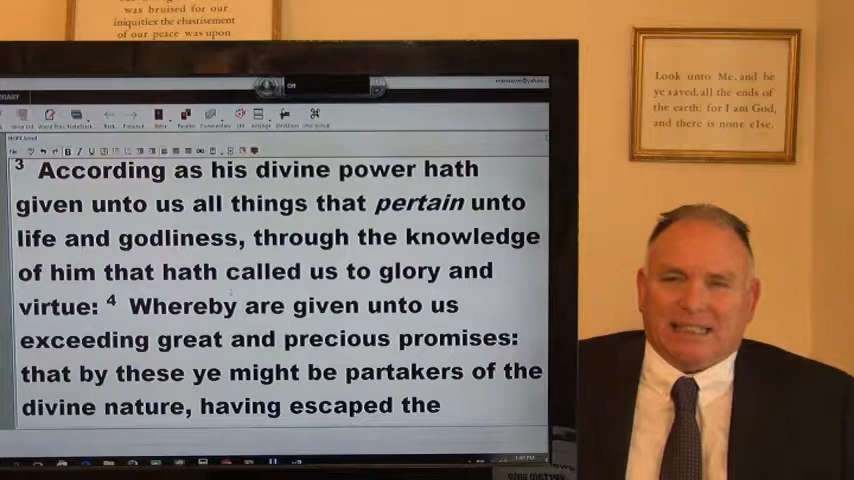 was bruised for our
iniquities the chastisement
of our peace was upon
Look unto Me, and be
ye saved, all the ends of
the earth: for I am God,
and there is none else.
Off
3 According as his divine power hath
given unto us all things that pertain unto
life and godliness, through the knowledge
of him that hath called us to glory and
virtue: 4 Whereby are given unto us
exceeding great and precious promises:
that by these ye might be partakers of the
divine nature, having escaped the